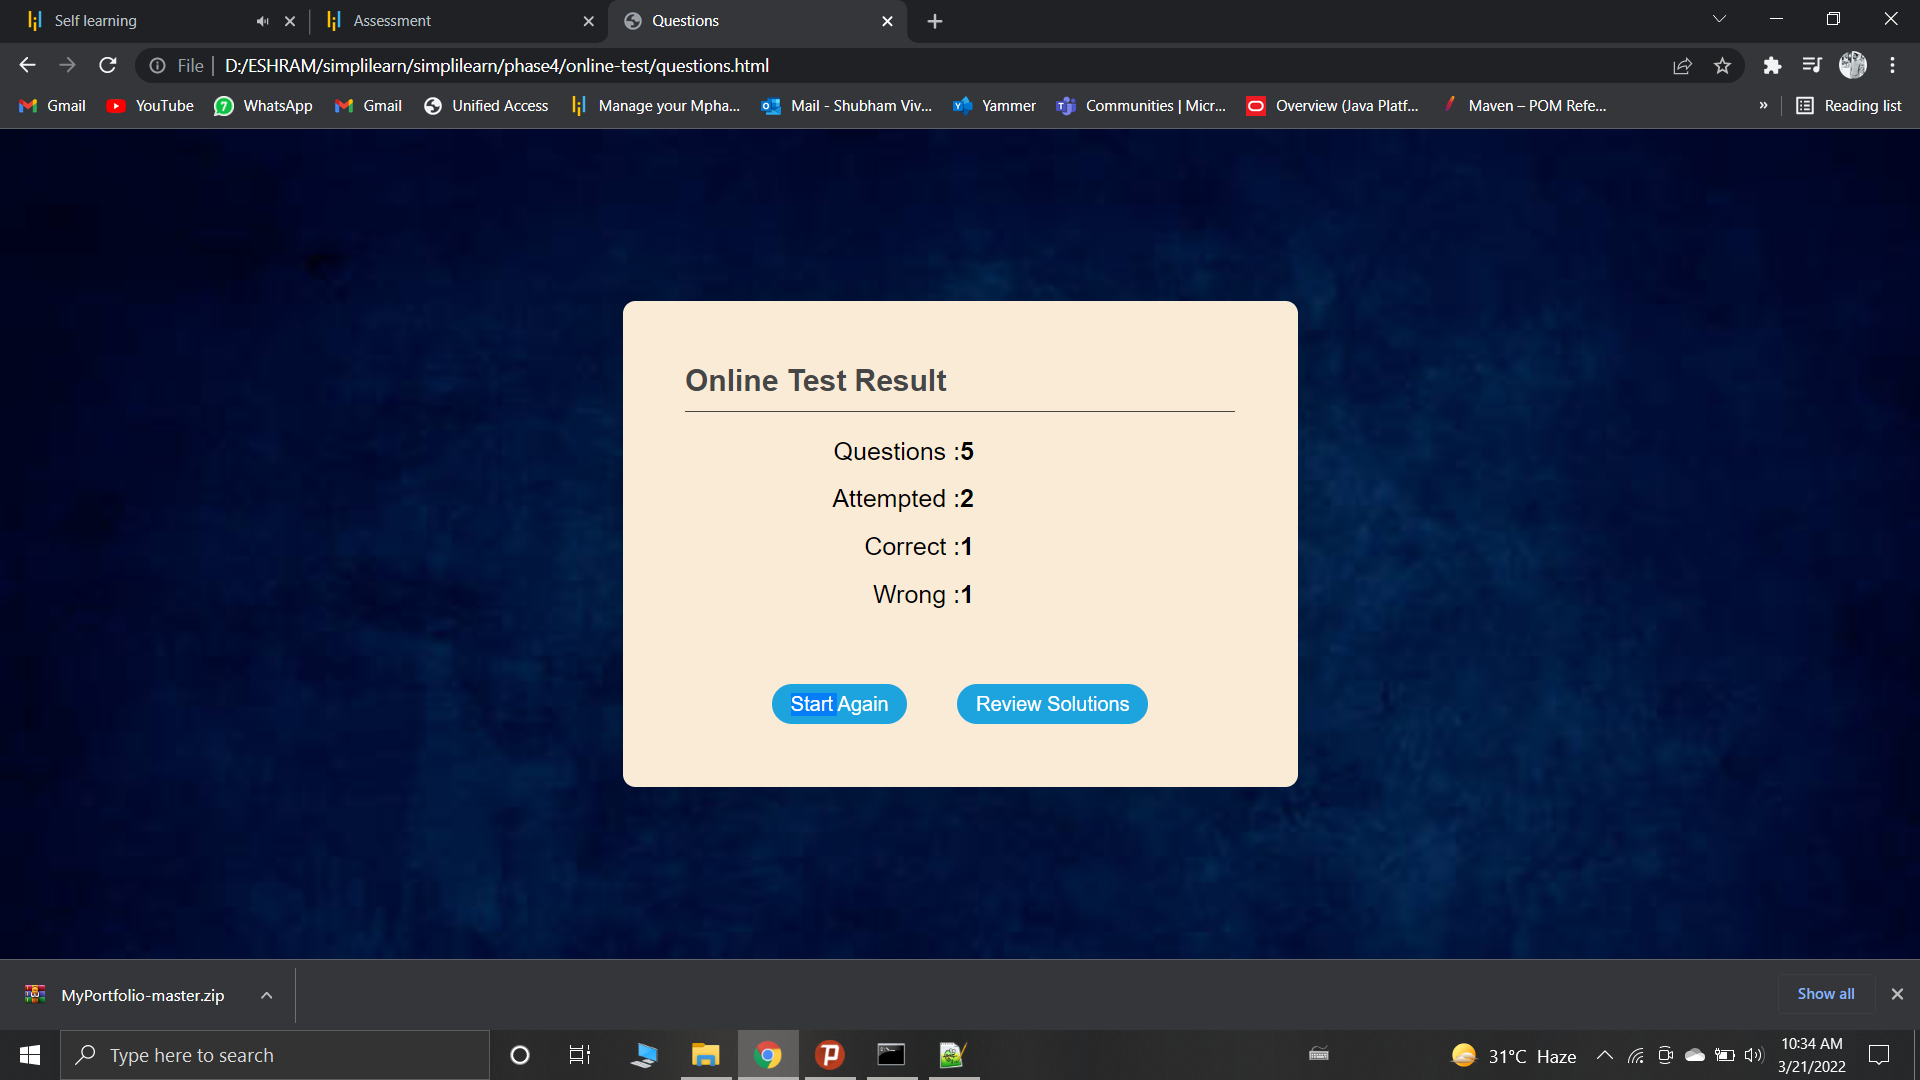 Self learning
Assessment
Questions
File
D:/ESHRAM/simplilearn/simplilearn/phase4/online-test/questions.html
Gmail
YouTube
7
WhatsApp
Gmail
Unified Access
Manage your Mpha...
Mail - Shubham Viv...
Yammer
Communities | Micr...
Overview (Java Platf...
Maven – POM Refe...
»
Reading list
Online Test Result
Questions :5
Attempted :2
Correct :1
Wrong :1
Start Again
Review Solutions
MyPortfolio-master.zip
Show all
Type here to search
31°C Haze
10:34 AM
3/21/2022